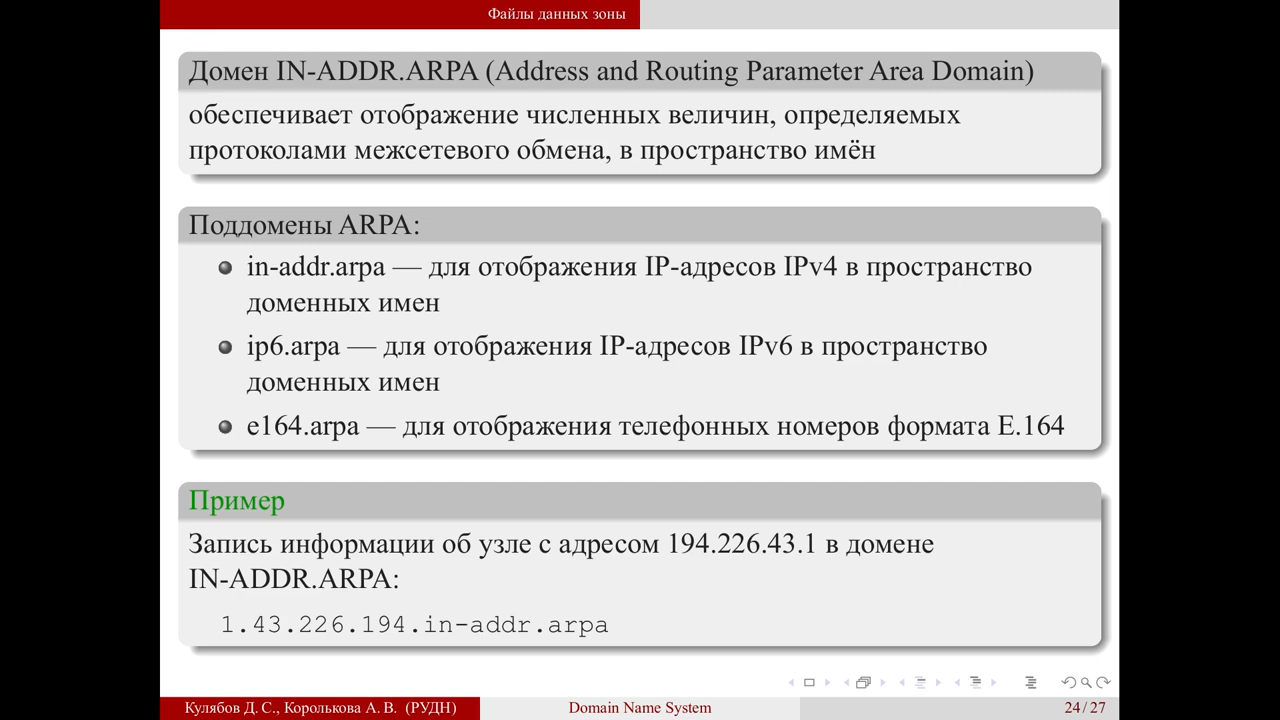 Файлы данных зоны
Домен IN-ADDR.ARPA (Address and Routing Parameter Area Domain)
обеспечивает отображение численных величин, определяемых
протоколами межсетевого обмена, в пространство имён
Поддомены ARPA:
in-addr.arpa — для отображения IP-адресов IPv4 в пространство
доменных имен
ip6.arpa — для отображения IP-адресов IPv6 в пространство
доменных имен
e164.arpa — для отображения телефонных номеров формата E.164
Пример
Запись информации об узле с адресом 194.226.43.1 в домене
IN-ADDR.ARPA:
1.43.226.194.in-addr.arpa
Кулябов Д. С., Королькова А. В. (РУДН) Domain Name System 24 / 27